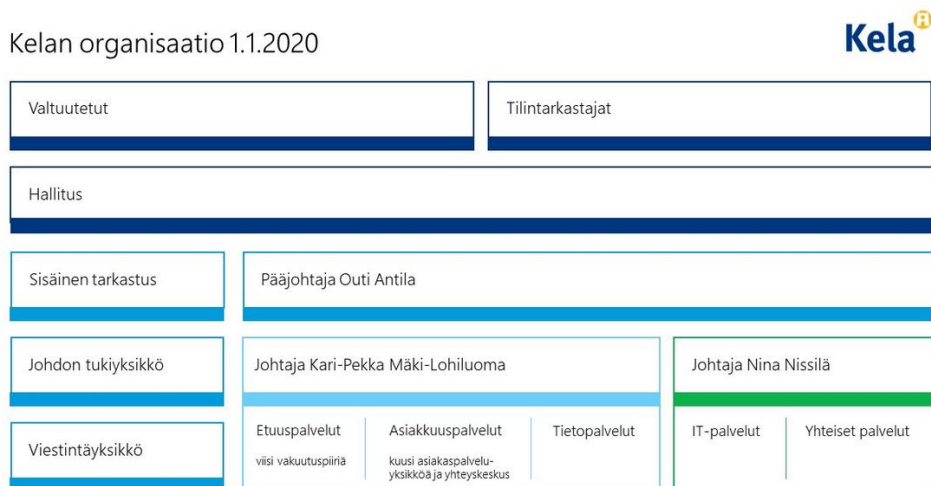 Kelan organisaatio 1.1.2020
Kela
Valtuutetut
Tilintarkastajat
Hallitus
Sisäinen tarkastus
Pääjohtaja Outi Antila
Johdon tukiyksikkö
Johtaja Kari-Pekka Mäki-Lohiluoma
Johtaja Nina Nissilä
Viestintäyksikkö
Etuuspalvelut
viisi vakuutuspiiriä
Asiakkuuspalvelut
kuusi asiakaspalvelu-
yksikköä ja yhteyskeskus
Tietopalvelut
IT-palvelut
Yhteiset palvelut